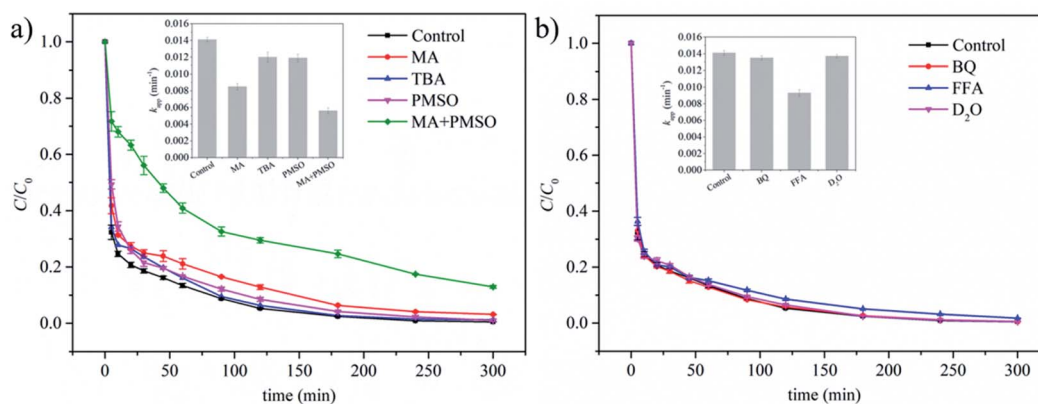 a)
Control
MA
TBA
PMSO
MA+PMSO
0.016
0.014
0.012
0.010
0.008
0.006
0.004
0.002
0.000
k_app (min⁻¹)
Control
MA
TBA
PMSO
MA+PMSO
1.0
0.8
0.6
0.4
0.2
0.0
C/C₀
0 50 100 150 200 250 300
time (min)
b)
Control
BQ
FFA
D₂O
0.016
0.014
0.012
0.010
0.008
0.006
0.004
0.002
0.000
k_app (min⁻¹)
Control
BQ
FFA
D₂O
1.0
0.8
0.6
0.4
0.2
0.0
C/C₀
0 50 100 150 200 250 300
time (min)